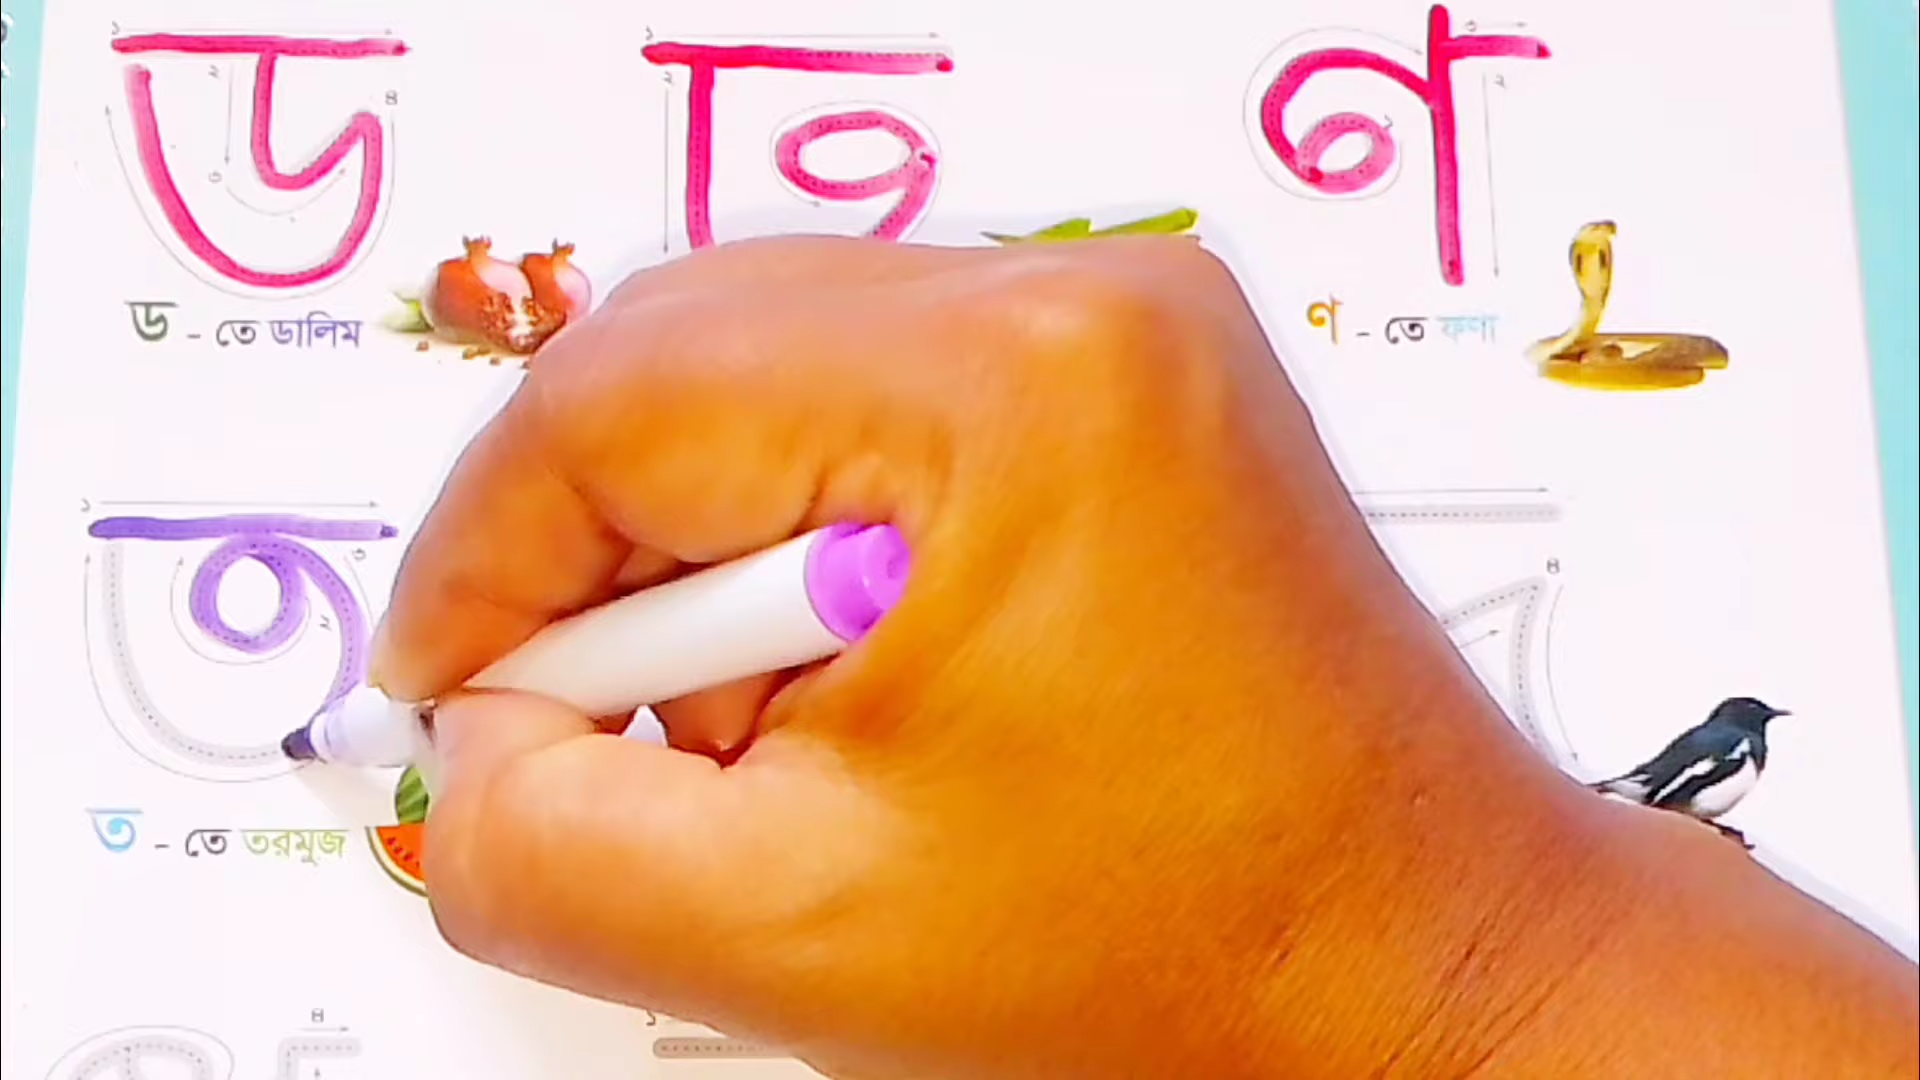 ড ঢ ণ
ড - তে ডালিম
ণ - তে ফণা
ত
ত - তে তরমুজ